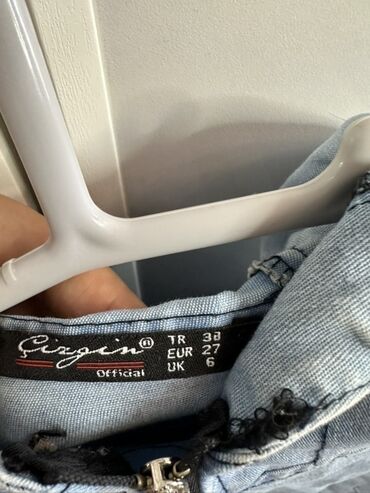 Çizgin ®
Official
TR 38
EUR 27
UK 6